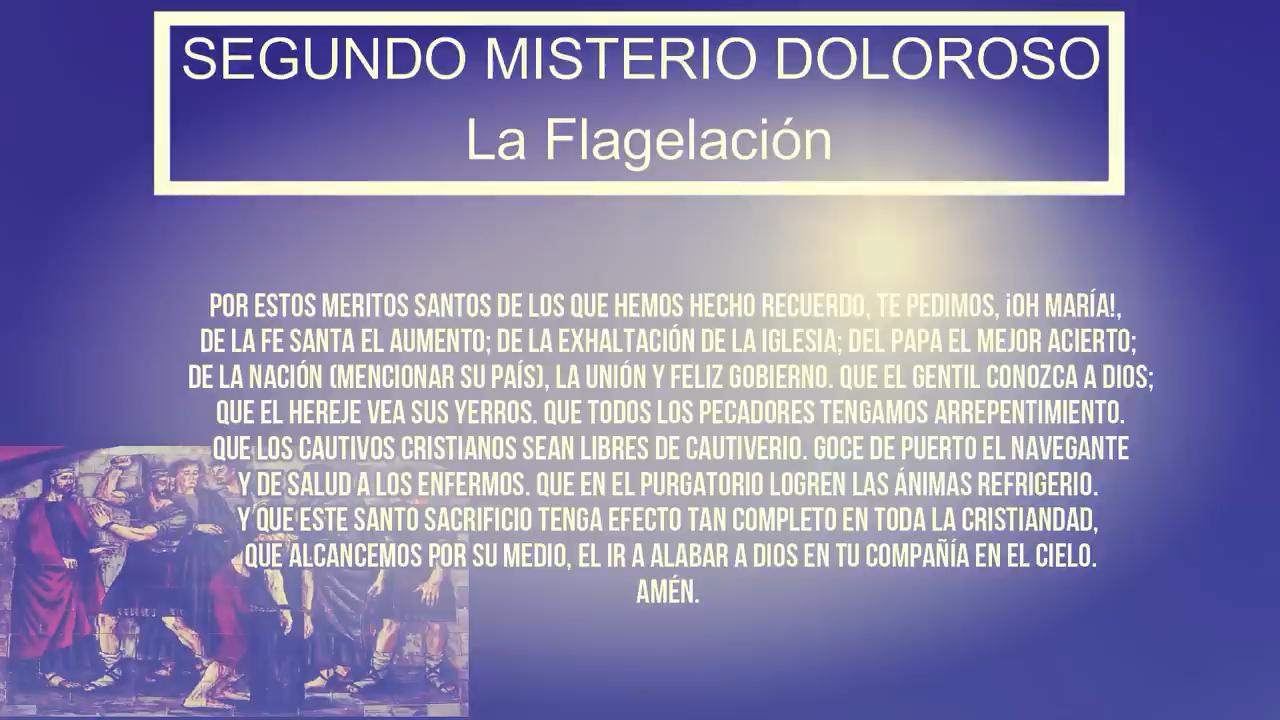 SEGUNDO MISTERIO DOLOROSO
La Flagelación
POR ESTOS MERITOS SANTOS DE LOS QUE HEMOS HECHO RECUERDO, TE PEDIMOS, ¡OH MARÍA!,
DE LA FE SANTA EL AUMENTO; DE LA EXHALTACIÓN DE LA IGLESIA; DEL PAPA EL MEJOR ACIERTO;
DE LA NACIÓN (MENCIONAR SU PAÍS), LA UNIÓN Y FELIZ GOBIERNO. QUE EL GENTIL CONOZCA A DIOS;
QUE EL HEREJE VEA SUS YERROS. QUE TODOS LOS PECADORES TENGAMOS ARREPENTIMIENTO.
QUE LOS CAUTIVOS CRISTIANOS SEAN LIBRES DE CAUTIVERIO. GOCE DE PUERTO EL NAVEGANTE
Y DE SALUD A LOS ENFERMOS. QUE EN EL PURGATORIO LOGREN LAS ÁNIMAS REFRIGERIO.
Y QUE ESTE SANTO SACRIFICIO TENGA EFECTO TAN COMPLETO EN TODA LA CRISTIANDAD,
QUE ALCANCEMOS POR SU MEDIO, EL IR A ALABAR A DIOS EN TU COMPAÑÍA EN EL CIELO.
AMÉN.